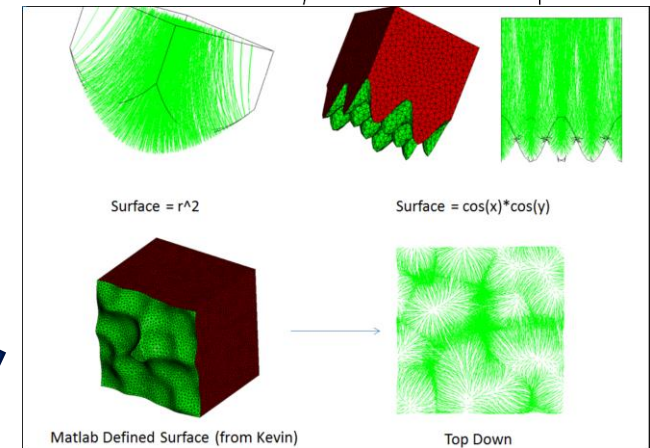 Surface = r^2
Surface = cos(x)*cos(y)
Matlab Defined Surface (from Kevin)
Top Down